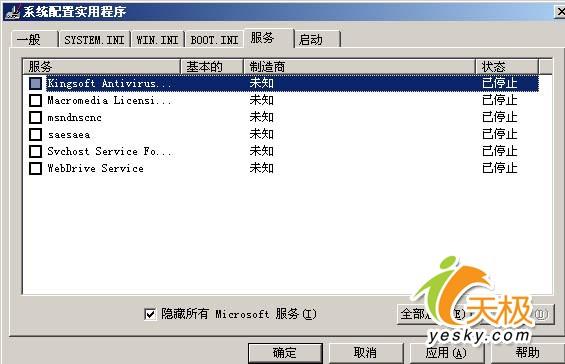 系统配置实用程序
一般 SYSTEM.INI WIN.INI BOOT.INI 服务 启动
服务 基本的 制造商 状态
Kingsoft Antivirus... 未知 已停止
Macromedia Licensi... 未知 已停止
msndnscnc 未知 已停止
saesaea 未知 已停止
Svchost Service Fo... 未知 已停止
WebDrive Service 未知 已停止
隐藏所有 Microsoft 服务(I) 全部
天极
yesky.com
确定 取消 应用(A) 帮助